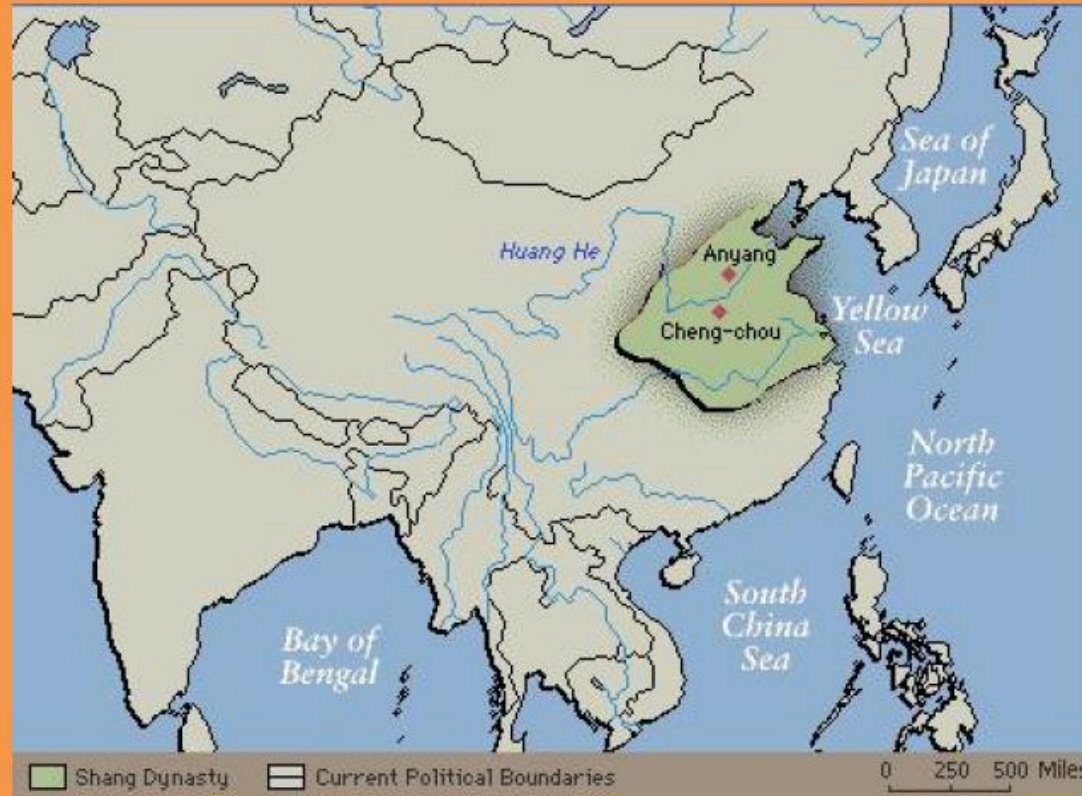 Sea of
Japan
Huang He
Anyang
Cheng-chou
Yellow
Sea
North
Pacific
Ocean
South
China
Sea
Bay of
Bengal
Shang Dynasty
Current Political Boundaries
0 250 500 Miles